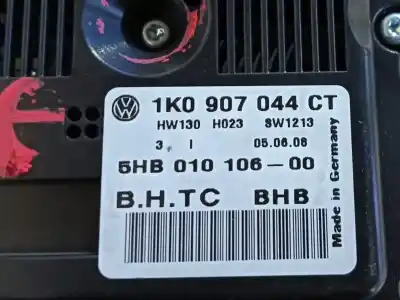 1K0 907 044 CT
HW130 H023 SW1213
3. I 05.06.08
5HB 010 106-00
B.H.TC BHB
Made in Germany